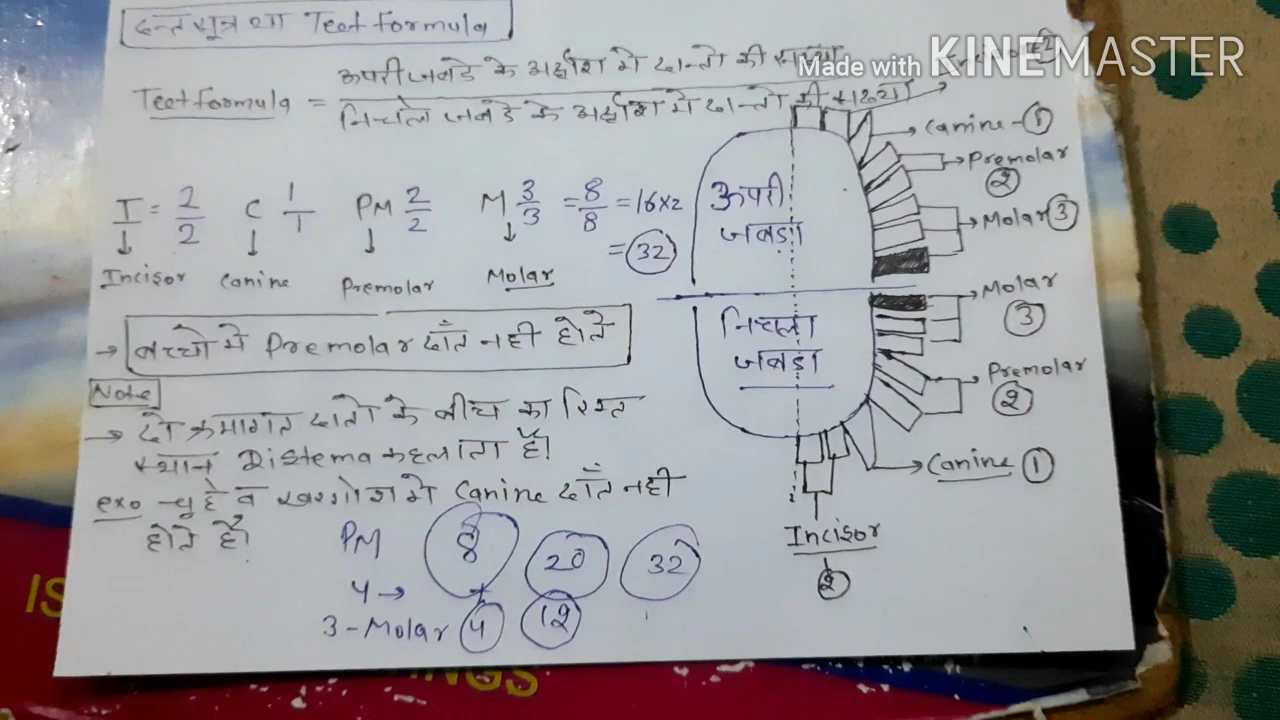 दन्तसूत्र या Teet formula
Made with KINEMASTER
Teet formula = ऊपरी जबडे के अर्द्धांश मे दान्तो की संख्या
निचले जबडे के अर्द्धांश मे दान्तो की संख्या
I = 2/2 C 1/1 PM 2/2 M 3/3 = 8/8 = 16x2
= 32
Incisor Canine Premolar Molar
→ बच्चो मे Premolar दाँत नही होते
Note
→ दो क्रमागत दातो के बीच का रिक्त
स्थान Distema कहलाता है।
exo चुहे व खरगोश मे Canine दाँत नही
होते है।
PM 8 20 32
4 → +
3 - Molar 4 12
Canine - 1
Premolar
2
Molar 3
ऊपरी
जबड़ा
निचला
जबड़ा
Molar
3
Premolar
2
Canine 1
Incisor
2